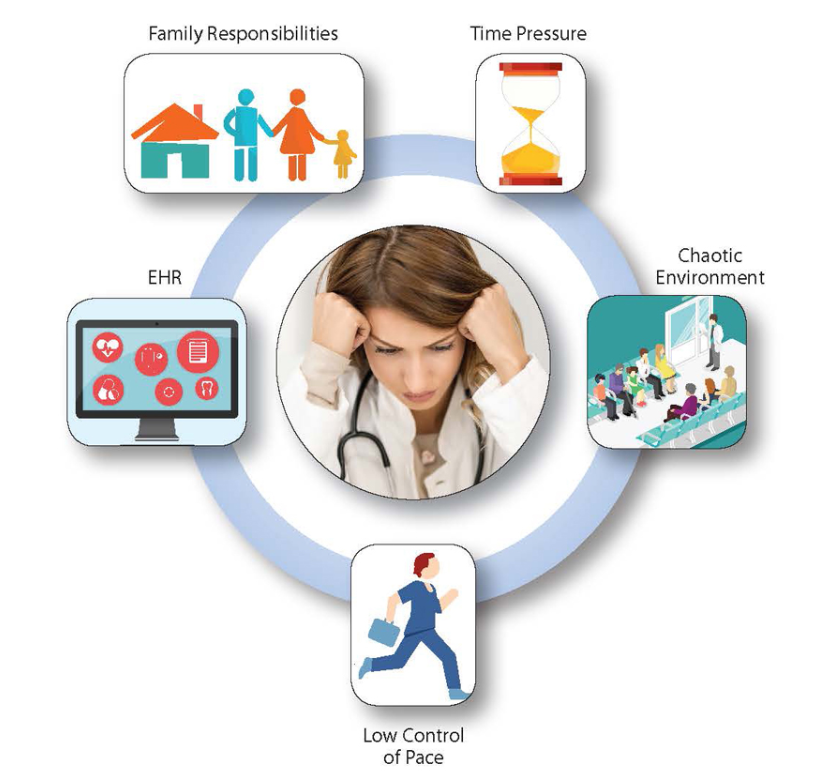 Family Responsibilities
Time Pressure
Chaotic
Environment
EHR
Low Control
of Pace